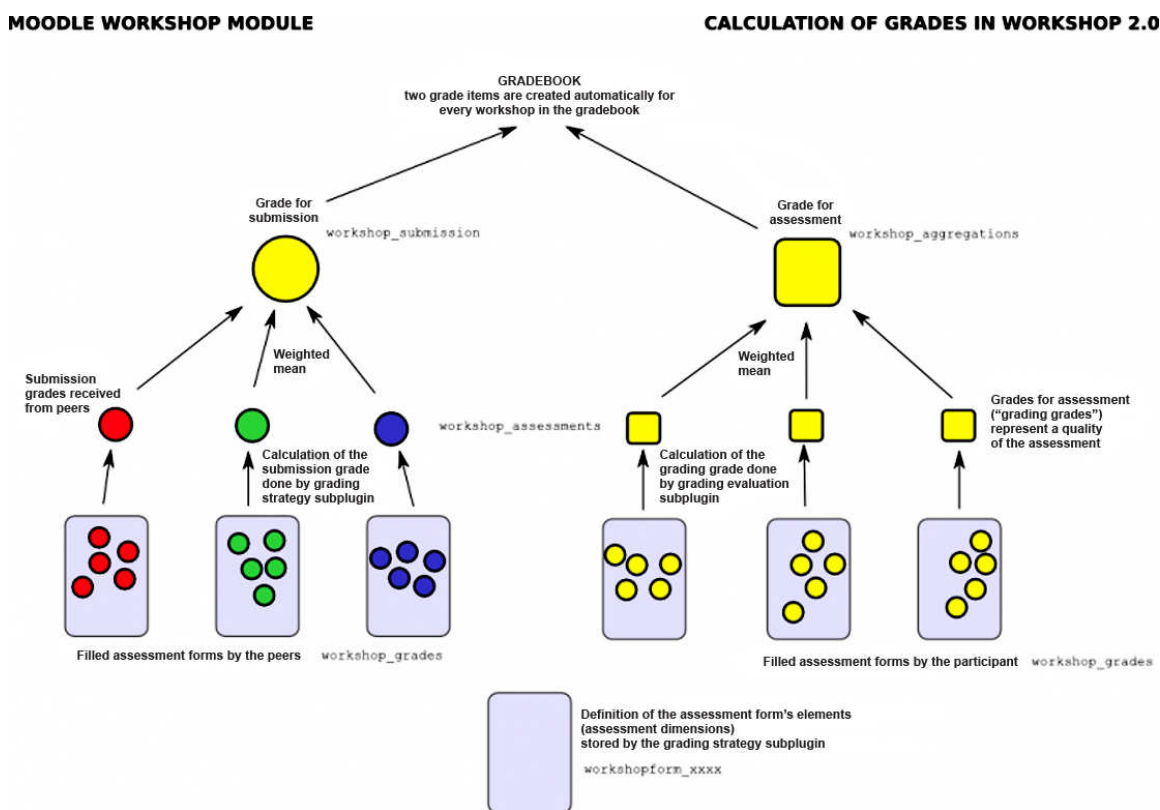 MOODLE WORKSHOP MODULE
CALCULATION OF GRADES IN WORKSHOP 2.0
GRADEBOOK
two grade items are created automatically for
every workshop in the gradebook
Grade for
submission
workshop_submission
Grade for
assessment
workshop_aggregations
Weighted
mean
Weighted
mean
Submission
grades received
from peers
workshop_assessments
Grades for assessment
(“grading grades”)
represent a quality
of the assessment
Calculation of the
submission grade
done by grading
strategy subplugin
Calculation of the
grading grade done
by grading evaluation
subplugin
Filled assessment forms by the peers
workshop_grades
Filled assessment forms by the participant
workshop_grades
Definition of the assessment form’s elements
(assessment dimensions)
stored by the grading strategy subplugin
workshopform_xxxx